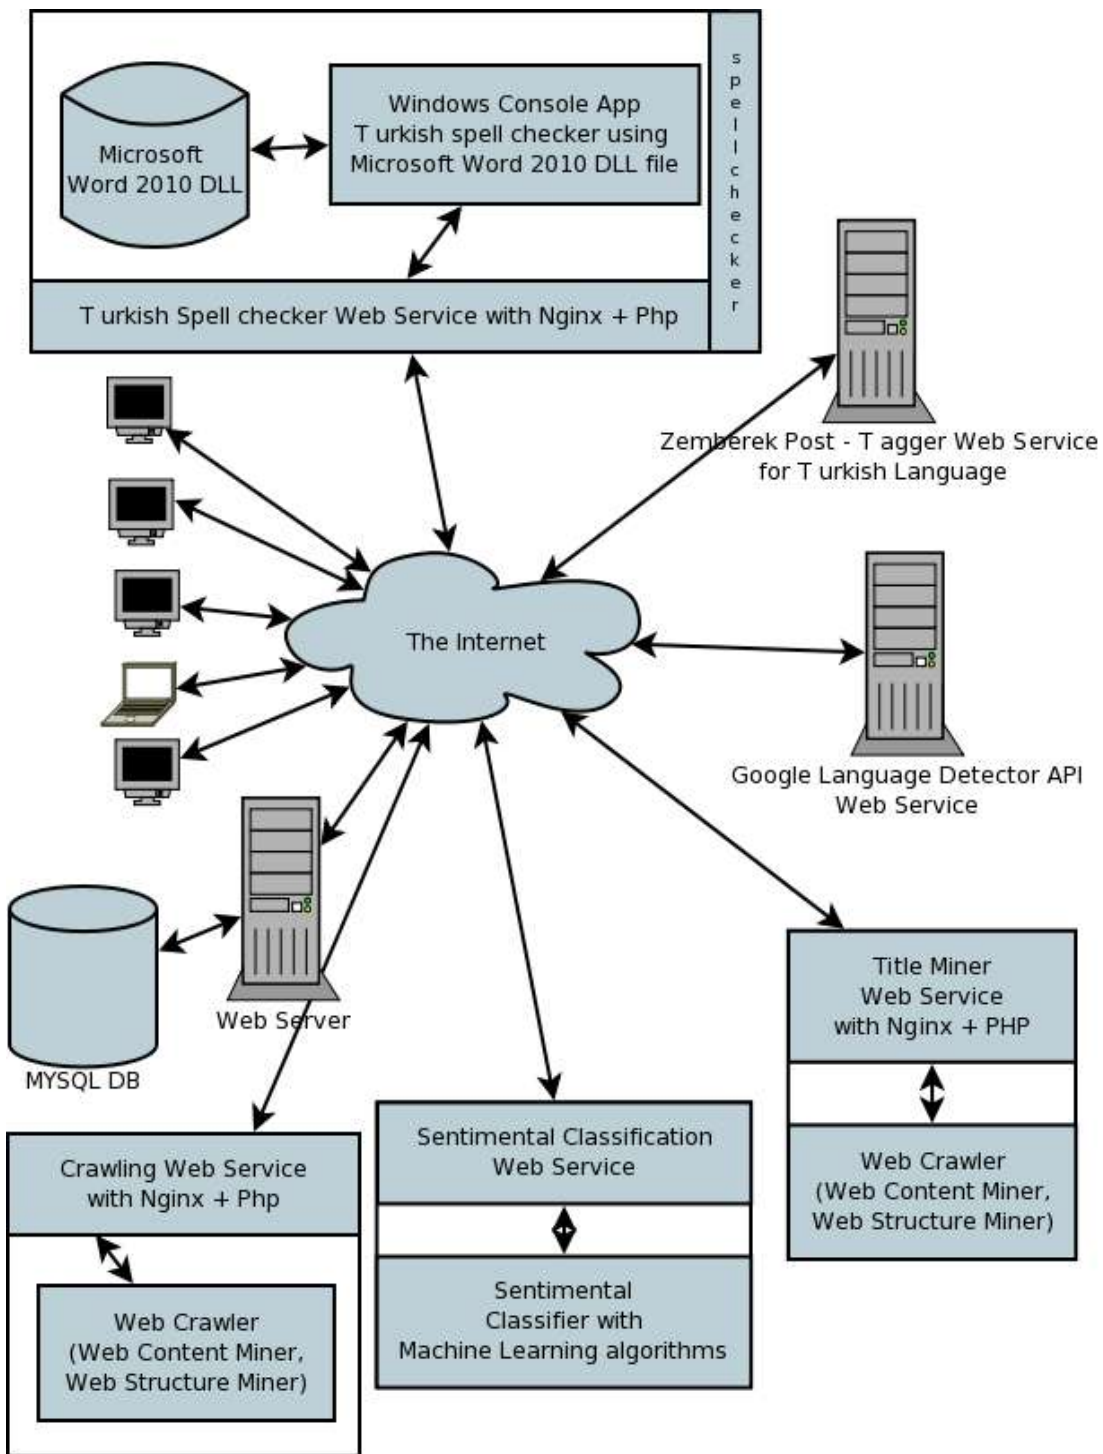 Microsoft
Word 2010 DLL
Windows Console App
T urkish spell checker using
Microsoft Word 2010 DLL file
spellchecker
T urkish Spell checker Web Service with Nginx + Php
Zemberek Post - T agger Web Service
for T urkish Language
The Internet
Google Language Detector API
Web Service
Web Server
MYSQL DB
Title Miner
Web Service
with Nginx + PHP
Web Crawler
(Web Content Miner,
Web Structure Miner)
Sentimental Classification
Web Service
Sentimental
Classifier with
Machine Learning algorithms
Crawling Web Service
with Nginx + Php
Web Crawler
(Web Content Miner,
Web Structure Miner)